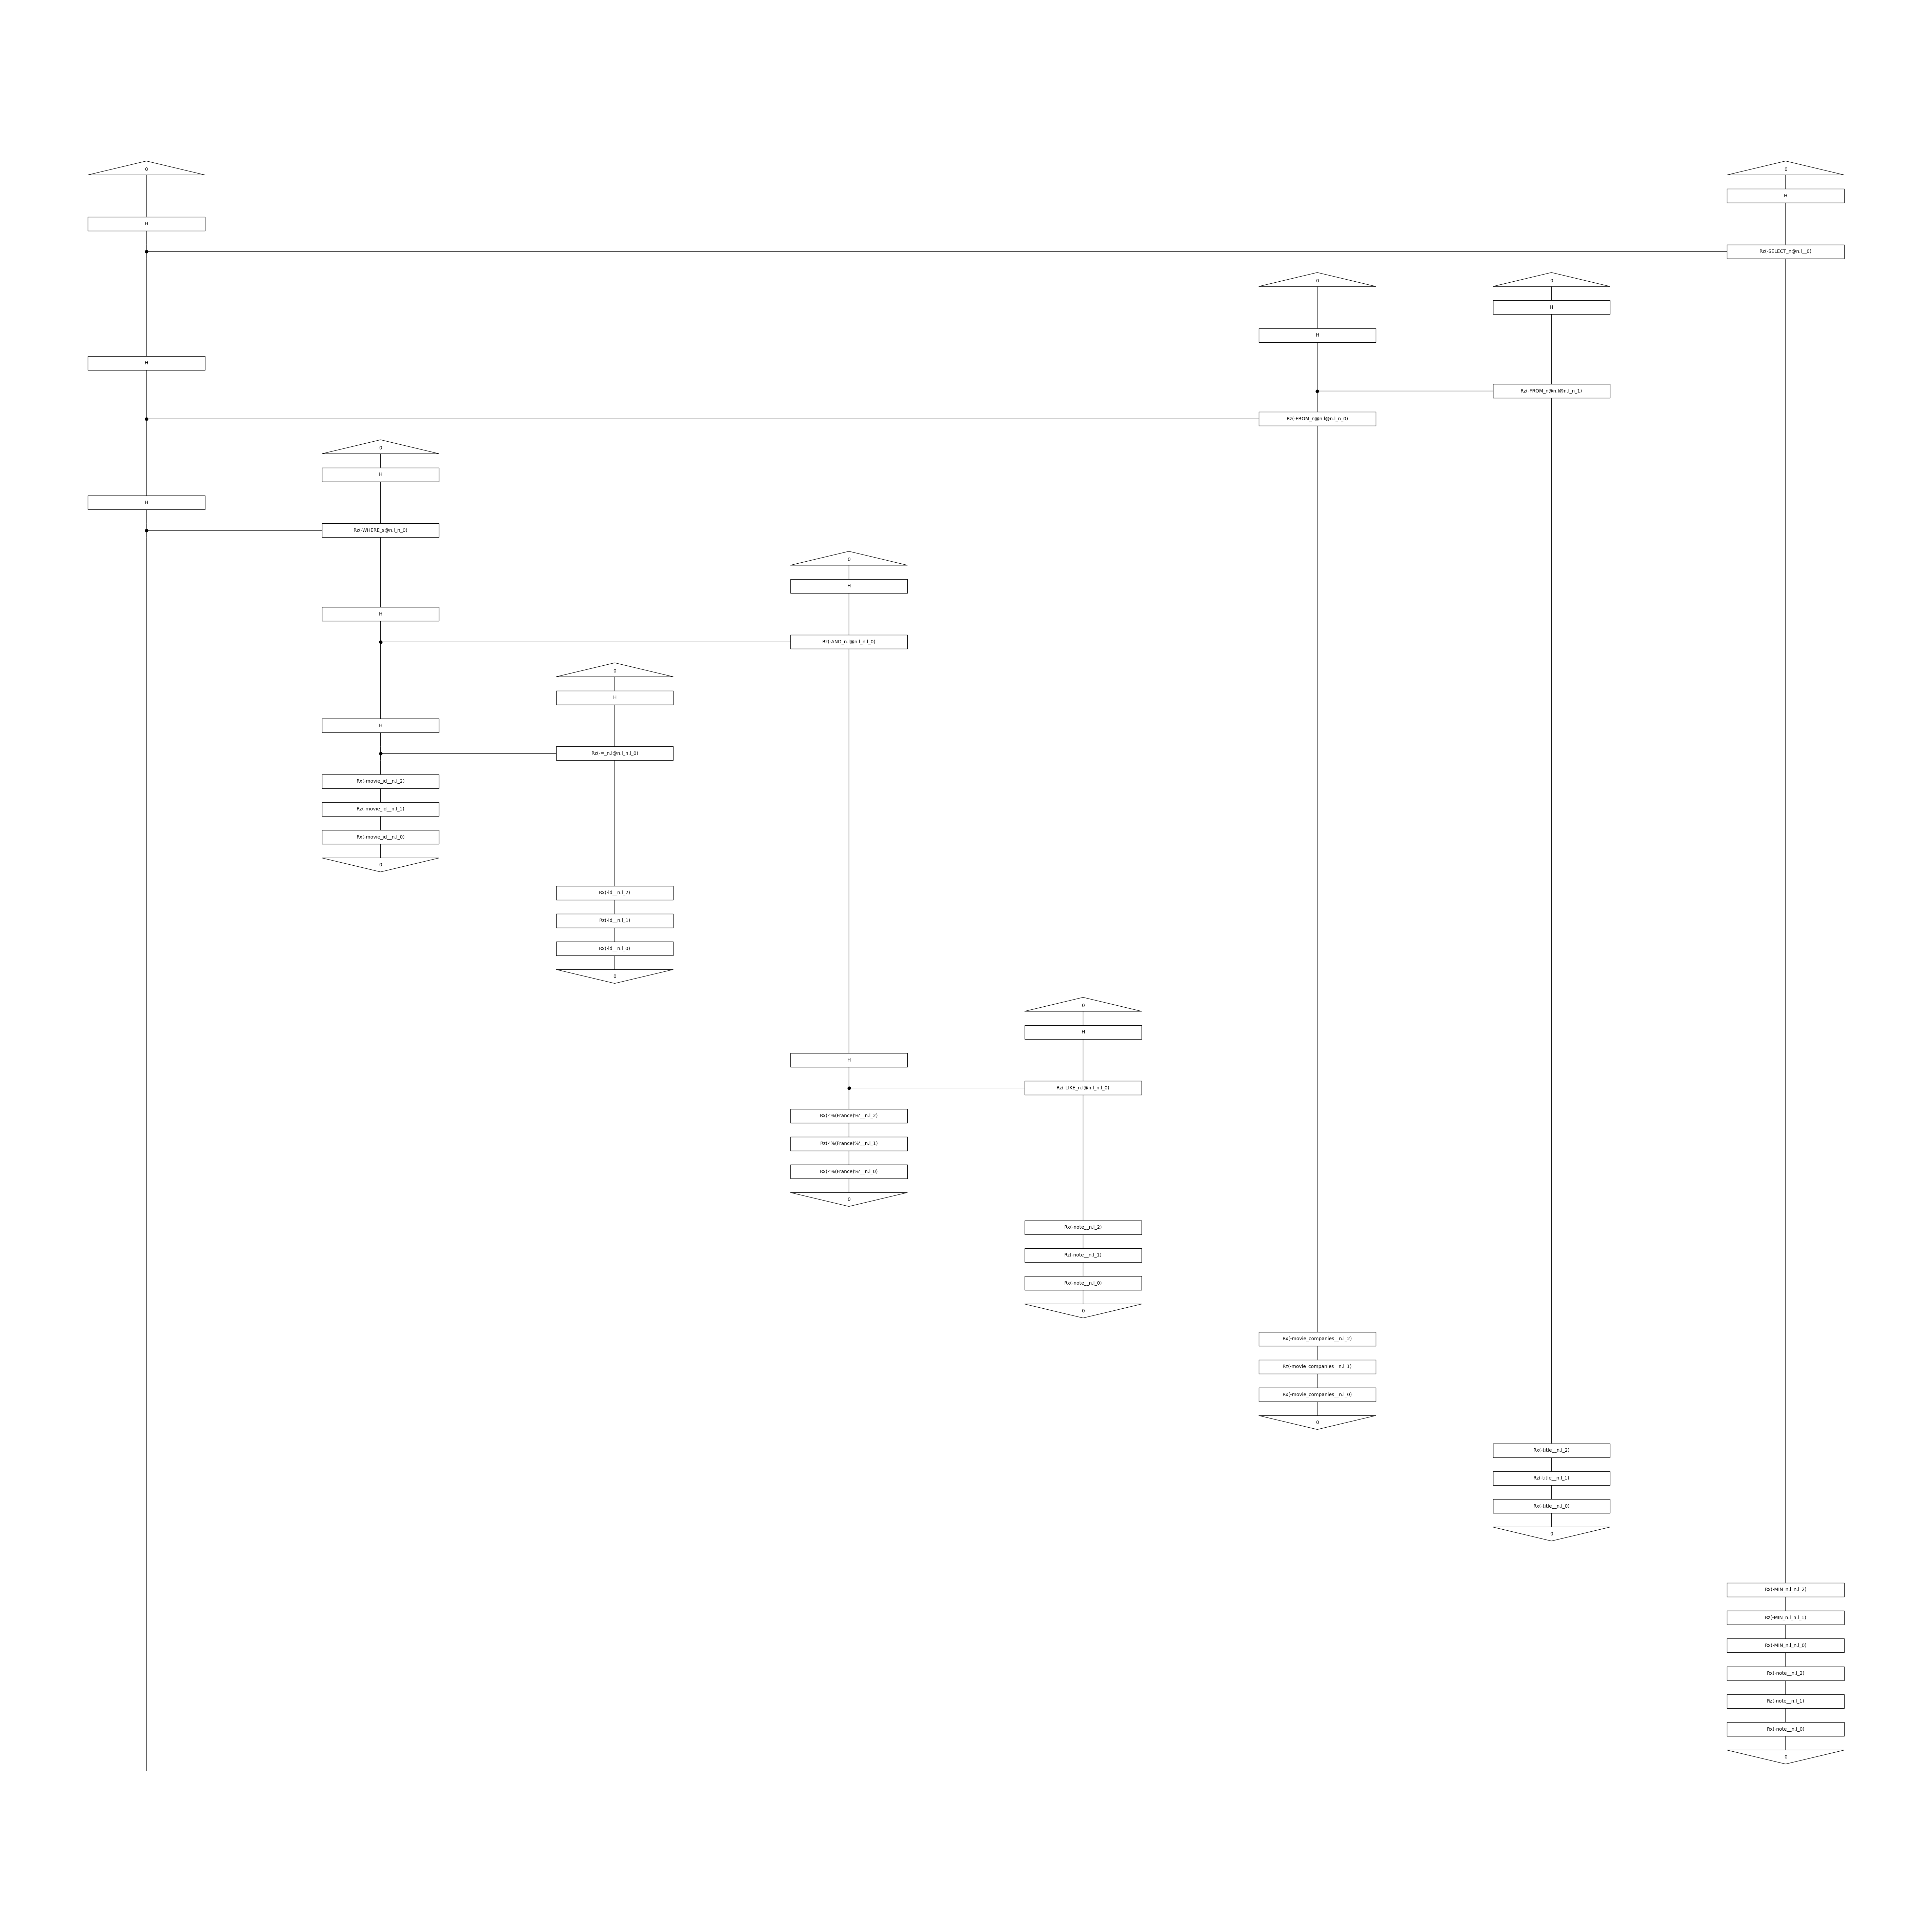 0 0
H
H
Rz(-SELECT_n@n.l__0)
0 0
H
H
H
Rz(-FROM_n@n.l@n.l_n_1)
Rz(-FROM_n@n.l@n.l_n_0)
0
H
H
Rz(-WHERE_s@n.l_n_0)
0
H
H
Rz(-AND_n.l@n.l_n.l_0)
0
H
H
Rz(-=_n.l@n.l_n.l_0)
Rx(-movie_id__n.l_2)
Rz(-movie_id__n.l_1)
Rx(-movie_id__n.l_0)
0
Rx(-id__n.l_2)
Rz(-id__n.l_1)
Rx(-id__n.l_0)
0
0
H
H
Rz(-LIKE_n.l@n.l_n.l_0)
Rx(-'%(France)%'__n.l_2)
Rz(-'%(France)%'__n.l_1)
Rx(-'%(France)%'__n.l_0)
0
Rx(-note__n.l_2)
Rz(-note__n.l_1)
Rx(-note__n.l_0)
0
Rx(-movie_companies__n.l_2)
Rz(-movie_companies__n.l_1)
Rx(-movie_companies__n.l_0)
0
Rx(-title__n.l_2)
Rz(-title__n.l_1)
Rx(-title__n.l_0)
0
Rx(-MIN_n.l_n.l_2)
Rz(-MIN_n.l_n.l_1)
Rx(-MIN_n.l_n.l_0)
Rx(-note__n.l_2)
Rz(-note__n.l_1)
Rx(-note__n.l_0)
0